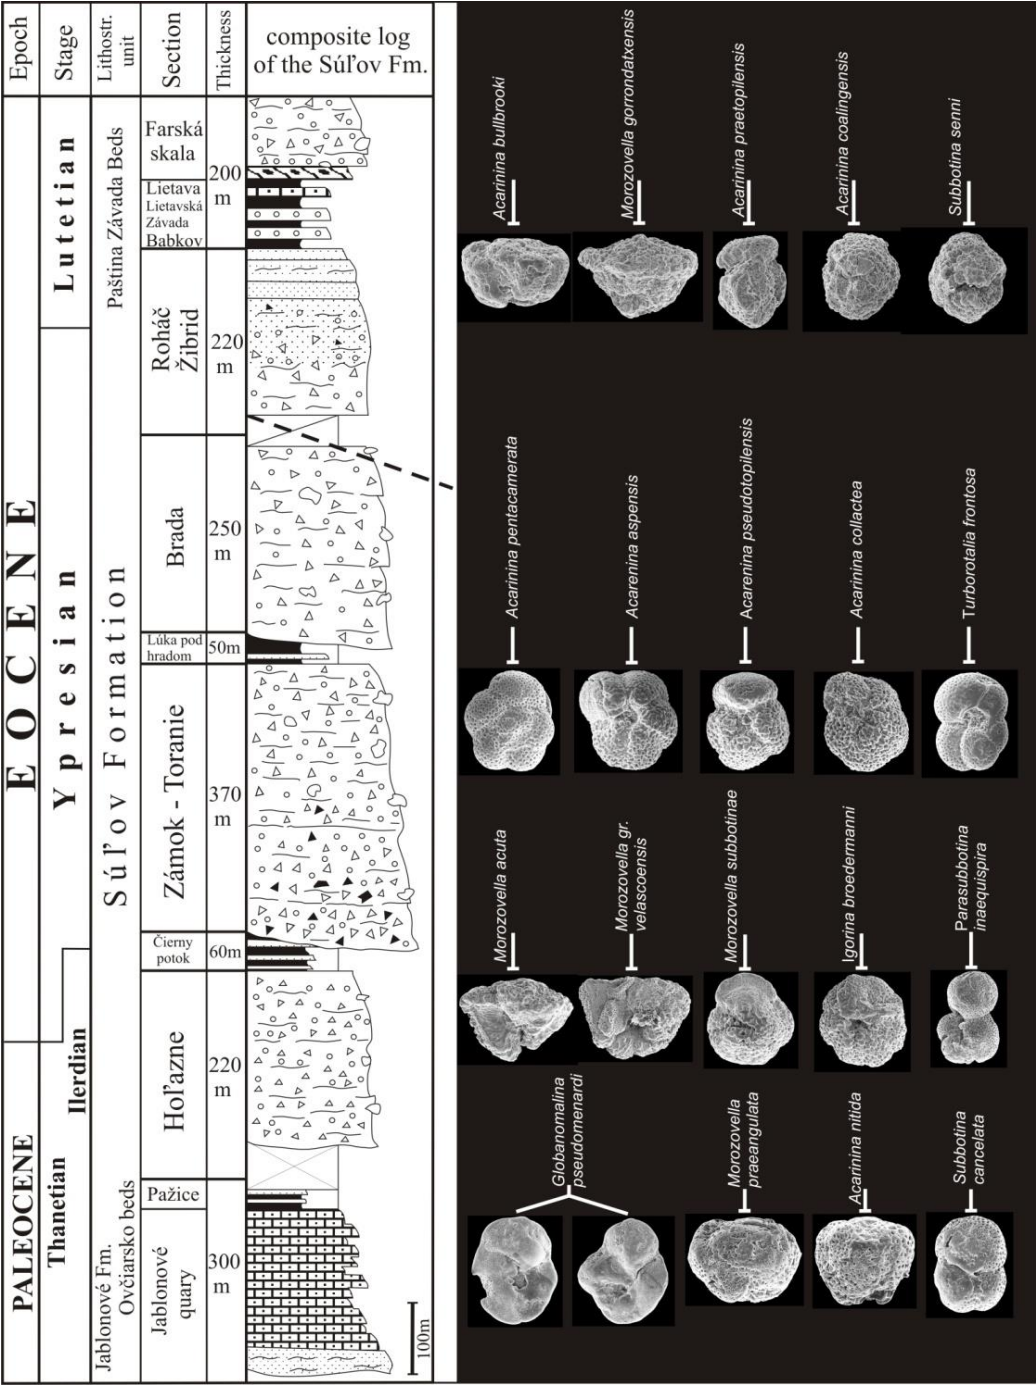 Epoch
Stage
Lithostr.
unit
Section
Thickness
composite log
of the Súľov Fm.
EOCENE
PALEOCENE
Lutetian
Ypresian
Ilerdian
Thanetian
Paština Závada Beds
Súľov Formation
Jablonové Fm.
Ovčiarsko beds
Farská
skala
Lietava
Lietavská
Závada
Babkov
200
m
Roháč
Žibrid
220
m
Brada
250
m
Lúka pod
hradom
50m
Zámok - Toranie
370
m
Čierny
potok
60m
Hoľazne
220
m
Pažice
Jablonové
quary
300
m
100m
Acarinina bullbrooki
Morozovella gorrondatxensis
Acarinina praetopilensis
Acarinina coalingensis
Subbotina senni
Acarinina pentacamerata
Acarenina aspensis
Acarenina pseudotopilensis
Acarinina collactea
Turborotalia frontosa
Morozovella acuta
Morozovella gr.
velascoensis
Morozovella subbotinae
Igorina broedermanni
Parasubbotina
inaequispira
Globanomalina
pseudomenardi
Morozovella
praeangulata
Acarinina nitida
Subbotina
cancelata